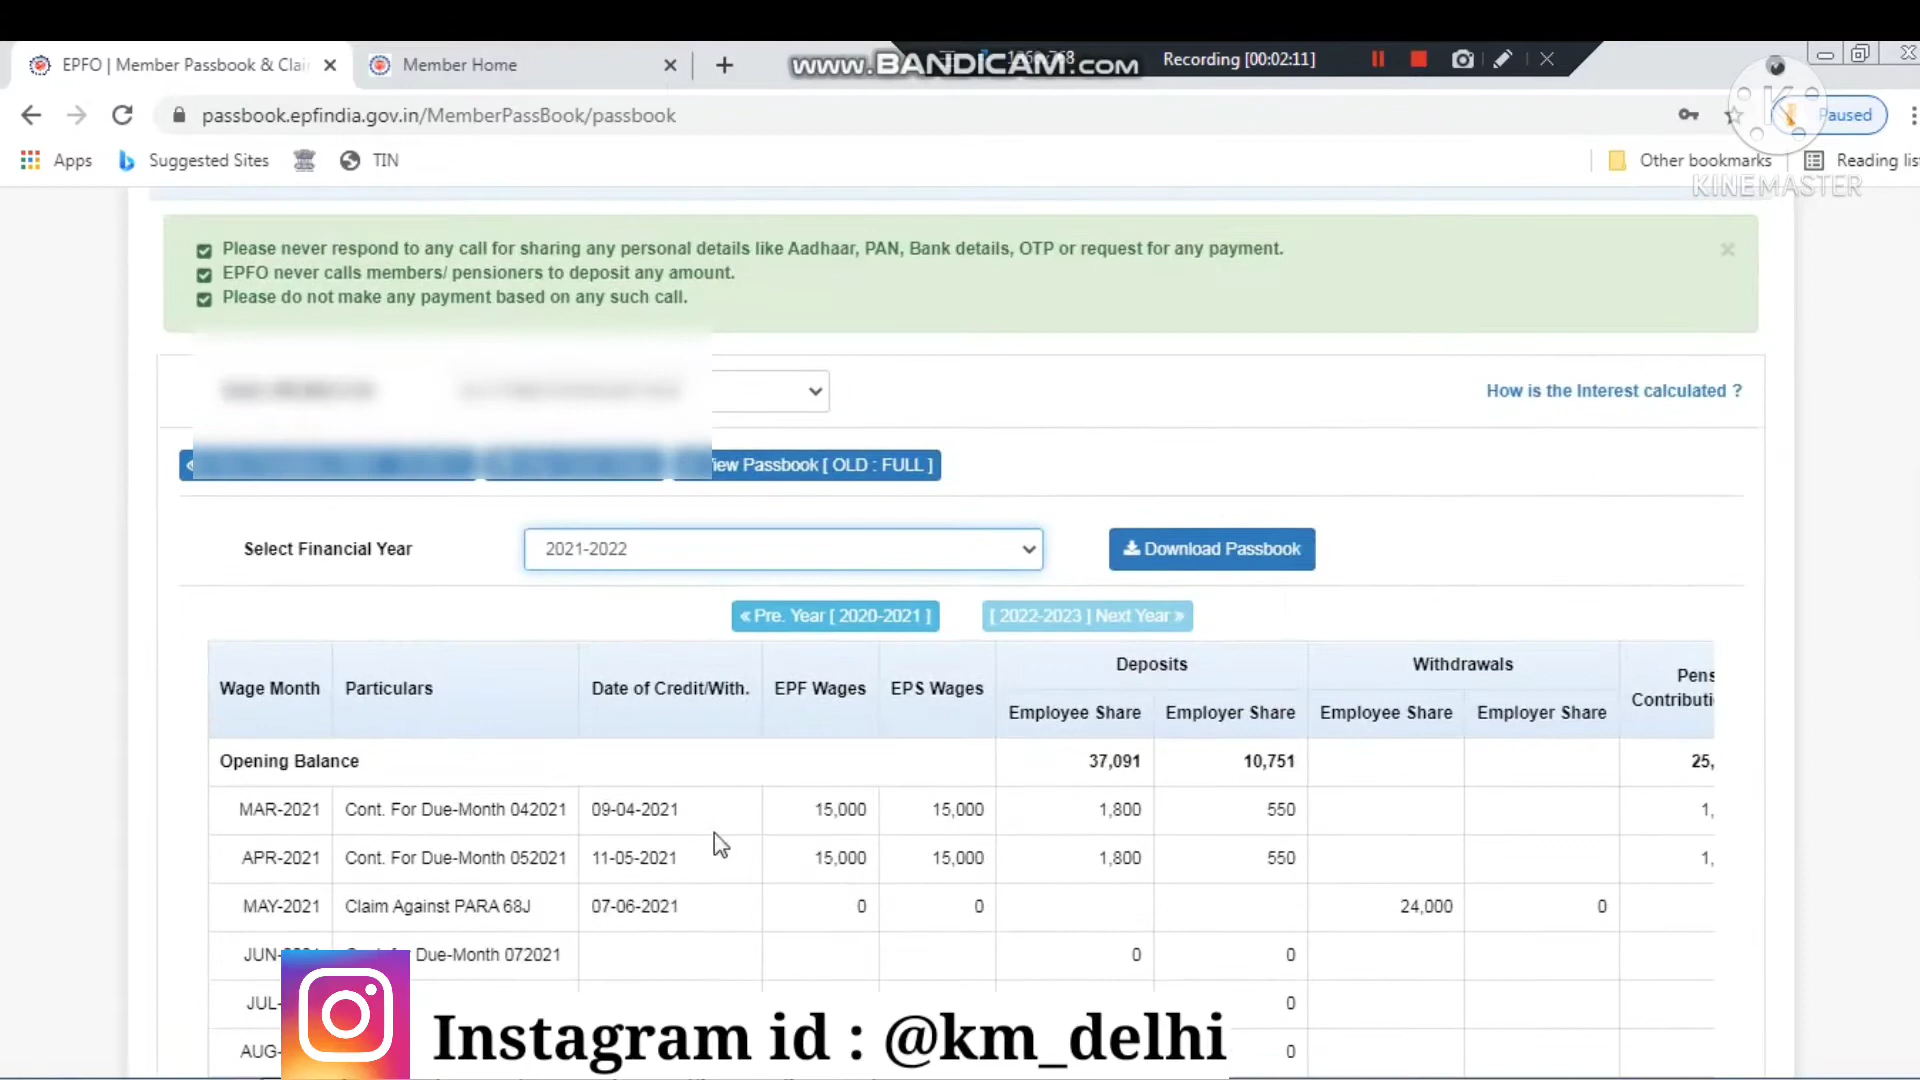 EPFO | Member Passbook & Clai
Member Home
www.BANDICAM.com
Recording [00:02:11]
passbook.epfindia.gov.in/MemberPassBook/passbook
Paused
Apps
Suggested Sites
TIN
Other bookmarks
Reading list
KINEMASTER
Please never respond to any call for sharing any personal details like Aadhaar, PAN, Bank details, OTP or request for any payment.
EPFO never calls members/ pensioners to deposit any amount.
Please do not make any payment based on any such call.
How is the Interest calculated ?
iew Passbook [ OLD : FULL ]
Select Financial Year
2021-2022
Download Passbook
« Pre. Year [ 2020-2021 ]
[ 2022-2023 ] Next Year »
Wage Month Particulars Date of Credit/With. EPF Wages EPS Wages Deposits Withdrawals Pens
Contributi
Employee Share Employer Share Employee Share Employer Share
Opening Balance 37,091 10,751 25,
MAR-2021 Cont. For Due-Month 042021 09-04-2021 15,000 15,000 1,800 550 1,
APR-2021 Cont. For Due-Month 052021 11-05-2021 15,000 15,000 1,800 550 1,
MAY-2021 Claim Against PARA 68J 07-06-2021 0 0 24,000 0
JUN- Due-Month 072021 0 0
JUL- 0
AUG- 0
Instagram id : @km_delhi